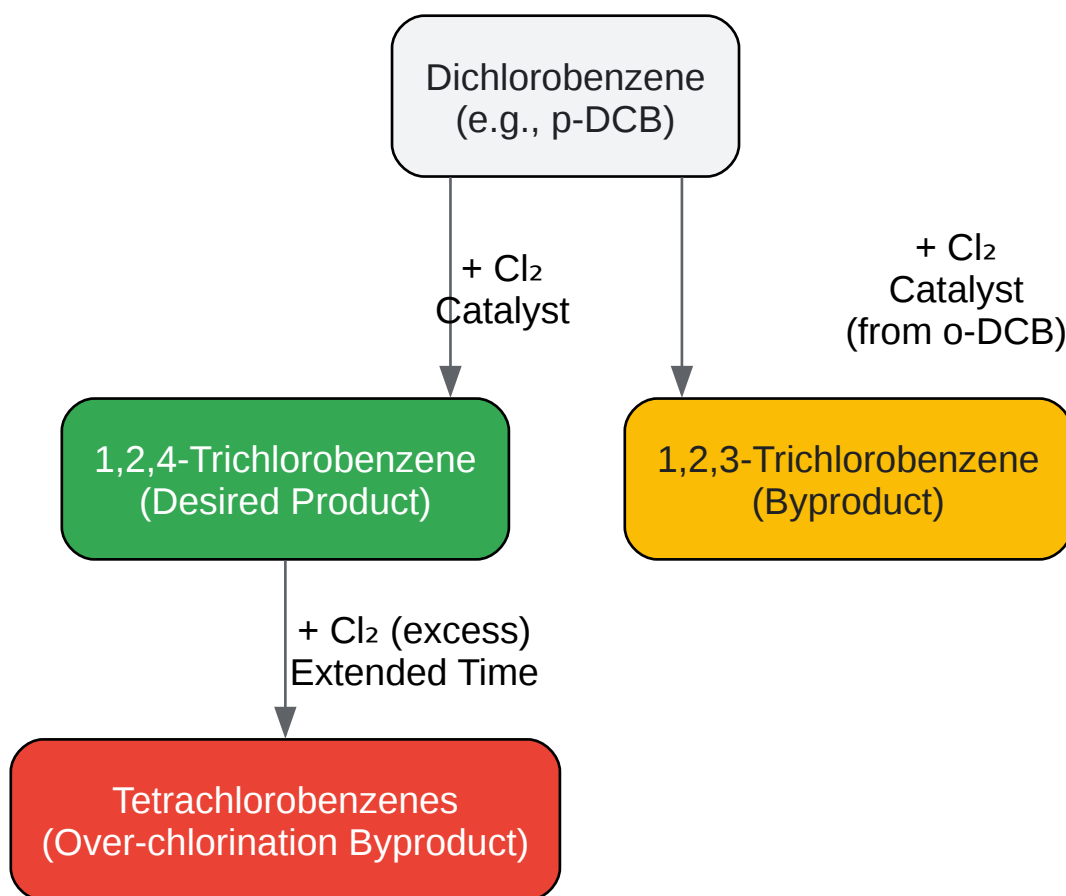 Dichlorobenzene
(e.g., p-DCB)
+ Cl₂
Catalyst
+ Cl₂
Catalyst
(from o-DCB)
1,2,4-Trichlorobenzene
(Desired Product)
1,2,3-Trichlorobenzene
(Byproduct)
+ Cl₂ (excess)
Extended Time
Tetrachlorobenzenes
(Over-chlorination Byproduct)